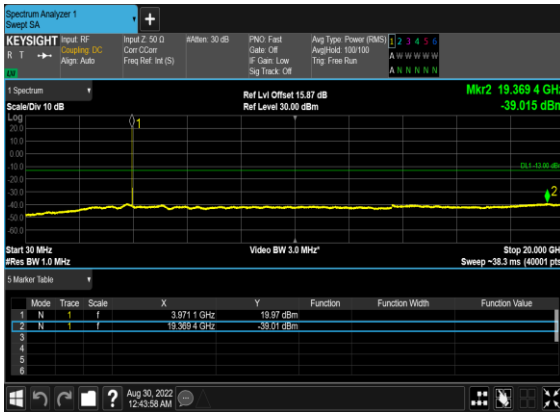 Spectrum Analyzer 1
Swept SA
KEYSIGHT
R T
Input: RF
Coupling: DC
Align: Auto
Input Z: 50 Ω
Corr CCorr
Freq Ref: Int (S)
#Atten: 30 dB
PNO: Fast
Gate: Off
IF Gain: Low
Sig Track: Off
Avg Type: Power (RMS)
Avg|Hold: 100/100
Trig: Free Run
1 2 3 4 5 6
A W W W W W
A N N N N N
1 Spectrum
Scale/Div 10 dB
Ref Lvl Offset 15.87 dB
Ref Level 30.00 dBm
Mkr2 19.369 4 GHz
-39.015 dBm
Log
20.0
10.0
0.00
-10.0
-20.0
-30.0
-40.0
-50.0
-60.0
1
DL1 -13.00 dBm
2
Start 30 MHz
#Res BW 1.0 MHz
Video BW 3.0 MHz*
Stop 20.000 GHz
Sweep ~38.3 ms (40001 pts)
5 Marker Table
Mode Trace Scale X Y Function Function Width Function Value
1 N 1 f 3.971 1 GHz 19.97 dBm
2 N 1 f 19.369 4 GHz -39.01 dBm
3
4
5
6
?
Aug 30, 2022
12:43:58 AM